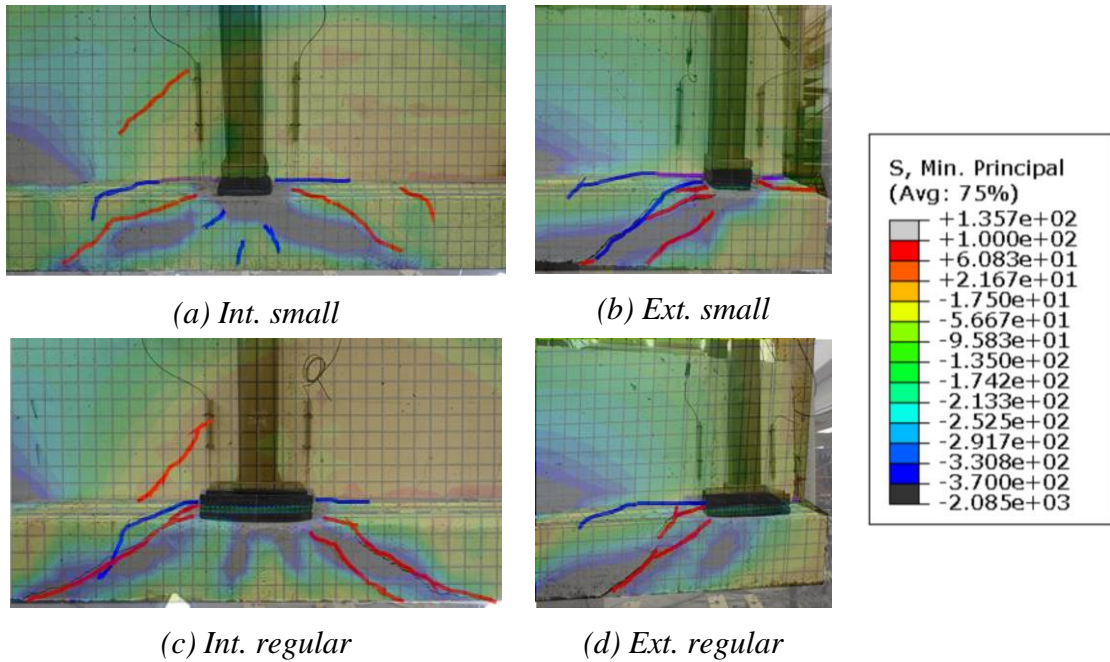 (a) Int. small
(b) Ext. small
(c) Int. regular
(d) Ext. regular
S, Min. Principal
(Avg: 75%)
+1.357e+02
+1.000e+02
+6.083e+01
+2.167e+01
-1.750e+01
-5.667e+01
-9.583e+01
-1.350e+02
-1.742e+02
-2.133e+02
-2.525e+02
-2.917e+02
-3.308e+02
-3.700e+02
-2.085e+03